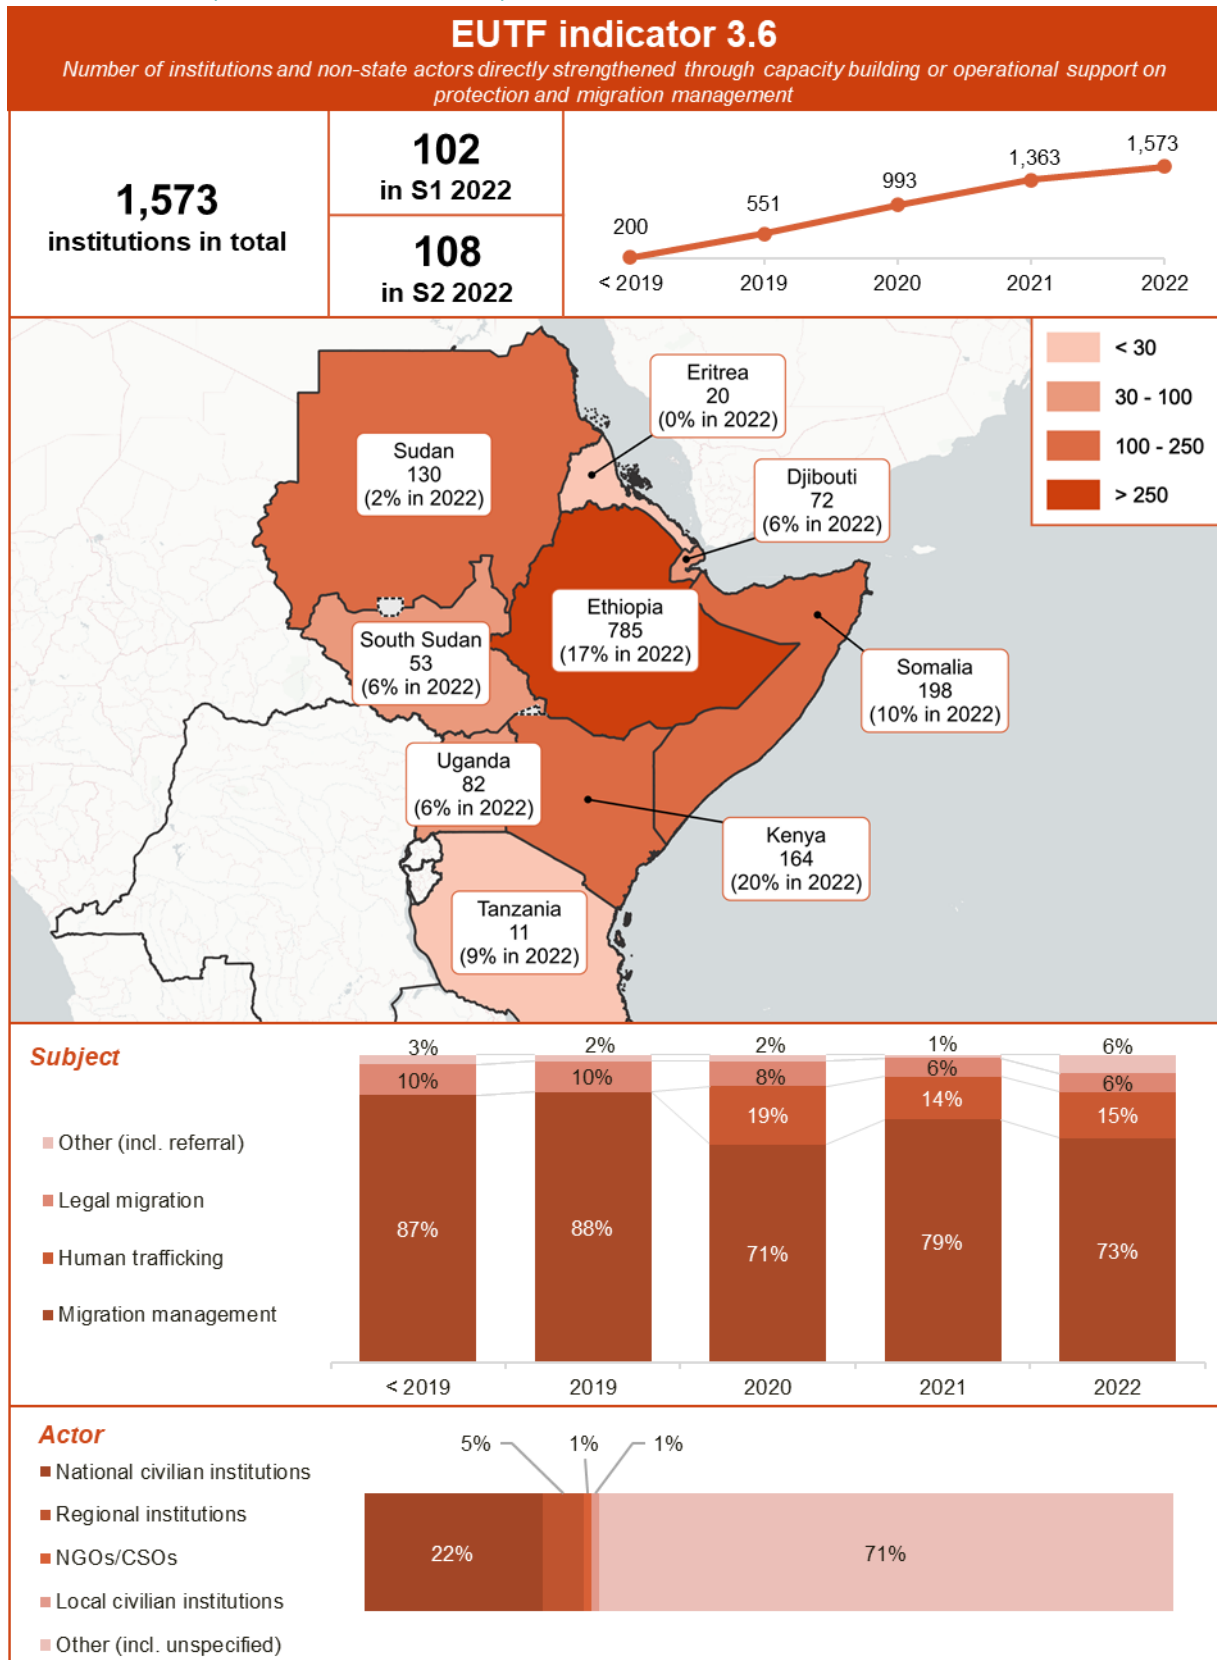 EUTF indicator 3.6
Number of institutions and non-state actors directly strengthened through capacity building or operational support on
protection and migration management
1,573
institutions in total
102
in S1 2022
108
in S2 2022
200
551
993
1,363
1,573
< 2019
2019
2020
2021
2022
< 30
30 - 100
100 - 250
> 250
Eritrea
20
(0% in 2022)
Sudan
130
(2% in 2022)
Djibouti
72
(6% in 2022)
Ethiopia
785
(17% in 2022)
South Sudan
53
(6% in 2022)
Somalia
198
(10% in 2022)
Uganda
82
(6% in 2022)
Kenya
164
(20% in 2022)
Tanzania
11
(9% in 2022)
Subject
Other (incl. referral)
Legal migration
Human trafficking
Migration management
3%
2%
2%
1%
6%
10%
10%
8%
6%
6%
19%
14%
15%
87%
88%
71%
79%
73%
< 2019
2019
2020
2021
2022
Actor
National civilian institutions
Regional institutions
NGOs/CSOs
Local civilian institutions
Other (incl. unspecified)
5%
1%
1%
22%
71%